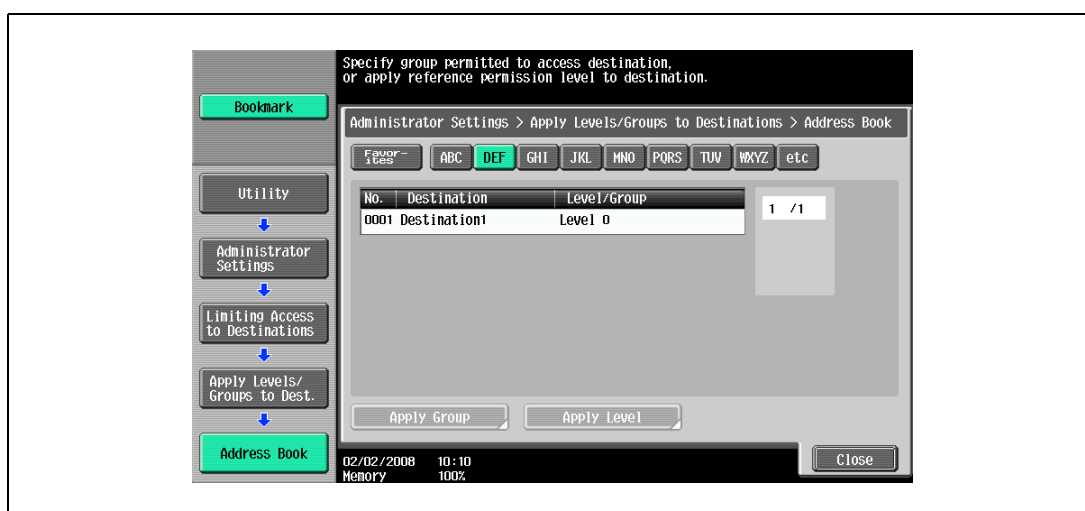 Specify group permitted to access destination,
or apply reference permission level to destination.
Bookmark
Administrator Settings > Apply Levels/Groups to Destinations > Address Book
Favor-
ites
ABC DEF GHI JKL MNO PQRS TUV WXYZ etc
Utility
No. Destination Level/Group
0001 Destination1 Level 0
1 /1
Administrator
Settings
Limiting Access
to Destinations
Apply Levels/
Groups to Dest.
Apply Group Apply Level
Address Book
Close
02/02/2008 10:10
Memory 100%